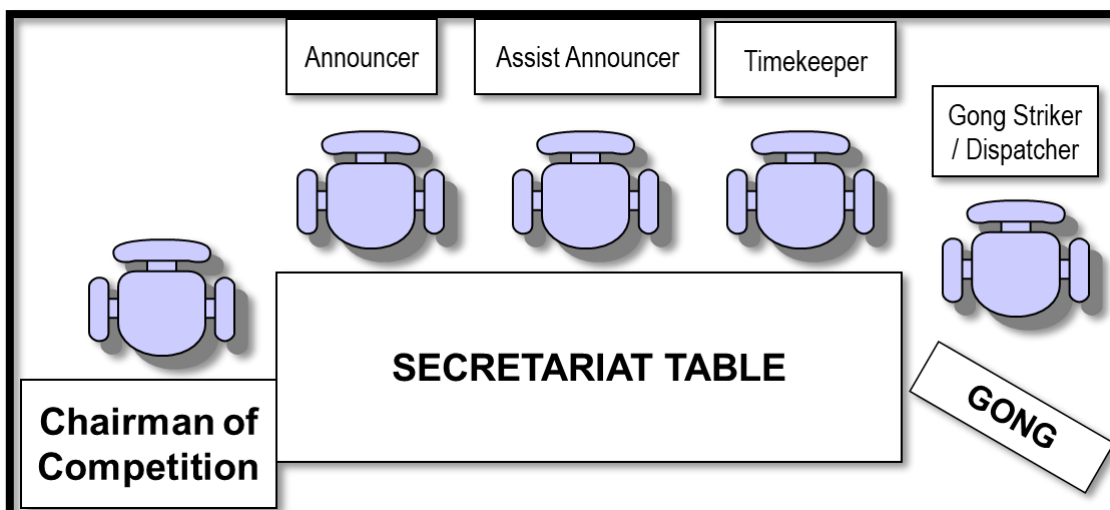 Announcer
Assist Announcer
Timekeeper
Gong Striker
/ Dispatcher
SECRETARIAT TABLE
GONG
Chairman of
Competition